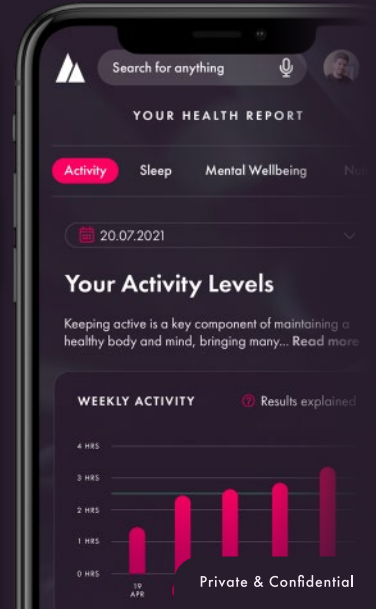 Search for anything
YOUR HEALTH REPORT
Activity Sleep Mental Wellbeing
20.07.2021
Your Activity Levels
Keeping active is a key component of maintaining a
healthy body and mind, bringing many... Read more
WEEKLY ACTIVITY Results explained
4 HRS
3 HRS
2 HRS
1 HRS
0 HRS
19
APR
Private & Confidential